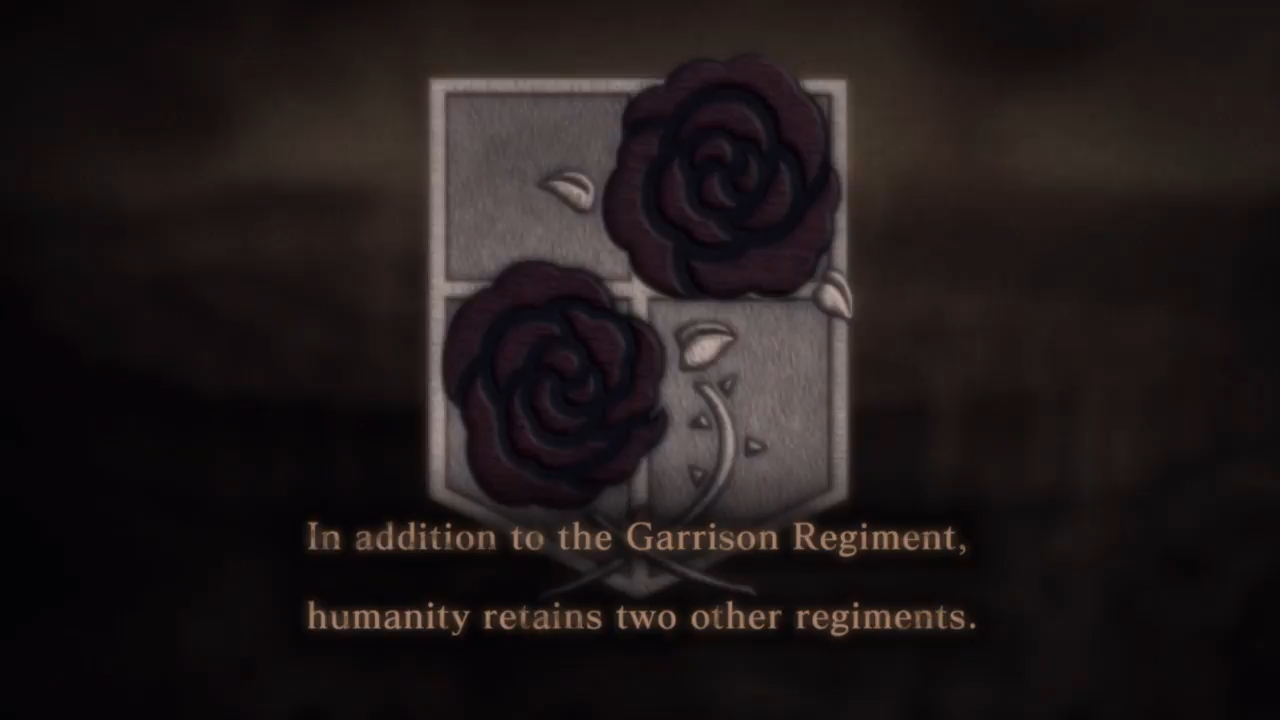 In addition to the Garrison Regiment,
humanity retains two other regiments.